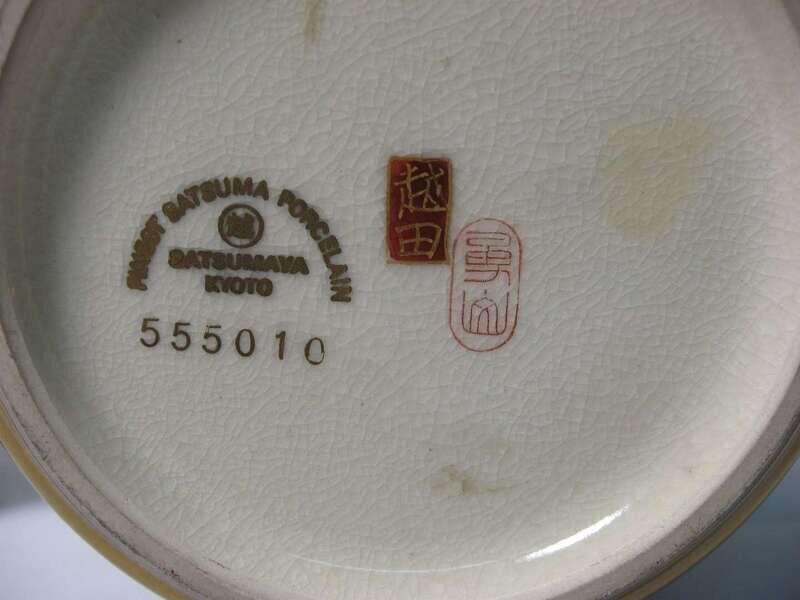 FINEST SATSUMA PORCELAIN
SATSUMAYA
KYOTO
555010
越田